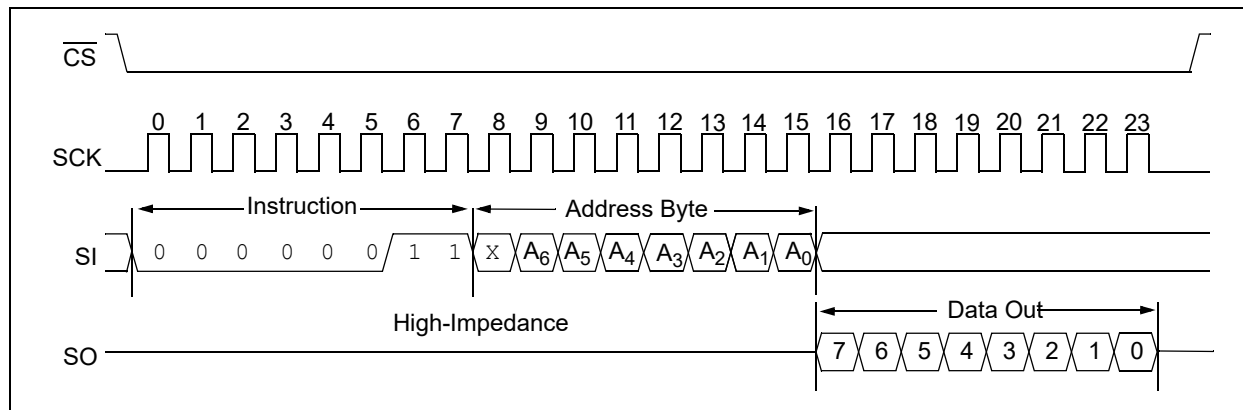 CS
0 1 2 3 4 5 6 7 8 9 10 11 12 13 14 15 16 17 18 19 20 21 22 23
SCK
Instruction Address Byte
SI 0 0 0 0 0 0 1 1 X A6 A5 A4 A3 A2 A1 A0
High-Impedance Data Out
SO 7 6 5 4 3 2 1 0